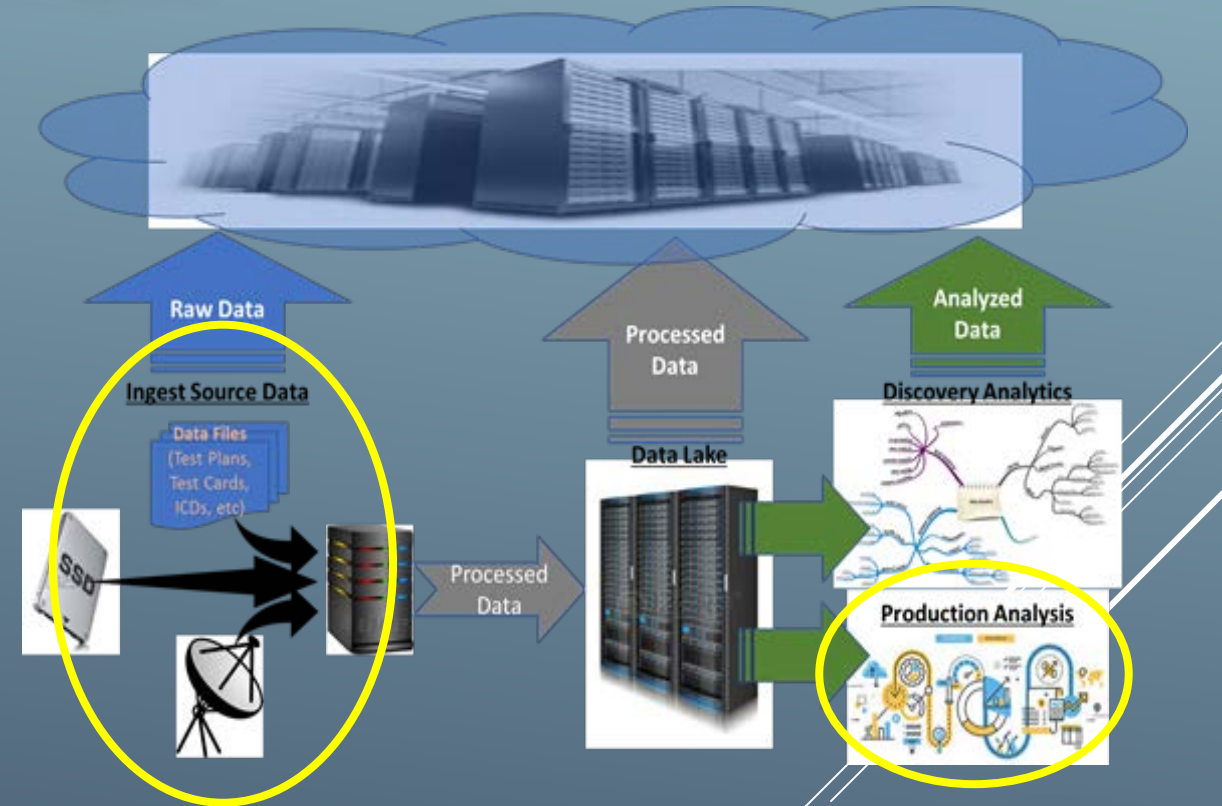 Raw Data
Processed
Data
Analyzed
Data
Ingest Source Data
Data Files
(Test Plans,
Test Cards,
ICDs, etc)
SSD
Processed
Data
Data Lake
Discovery Analytics
Production Analysis